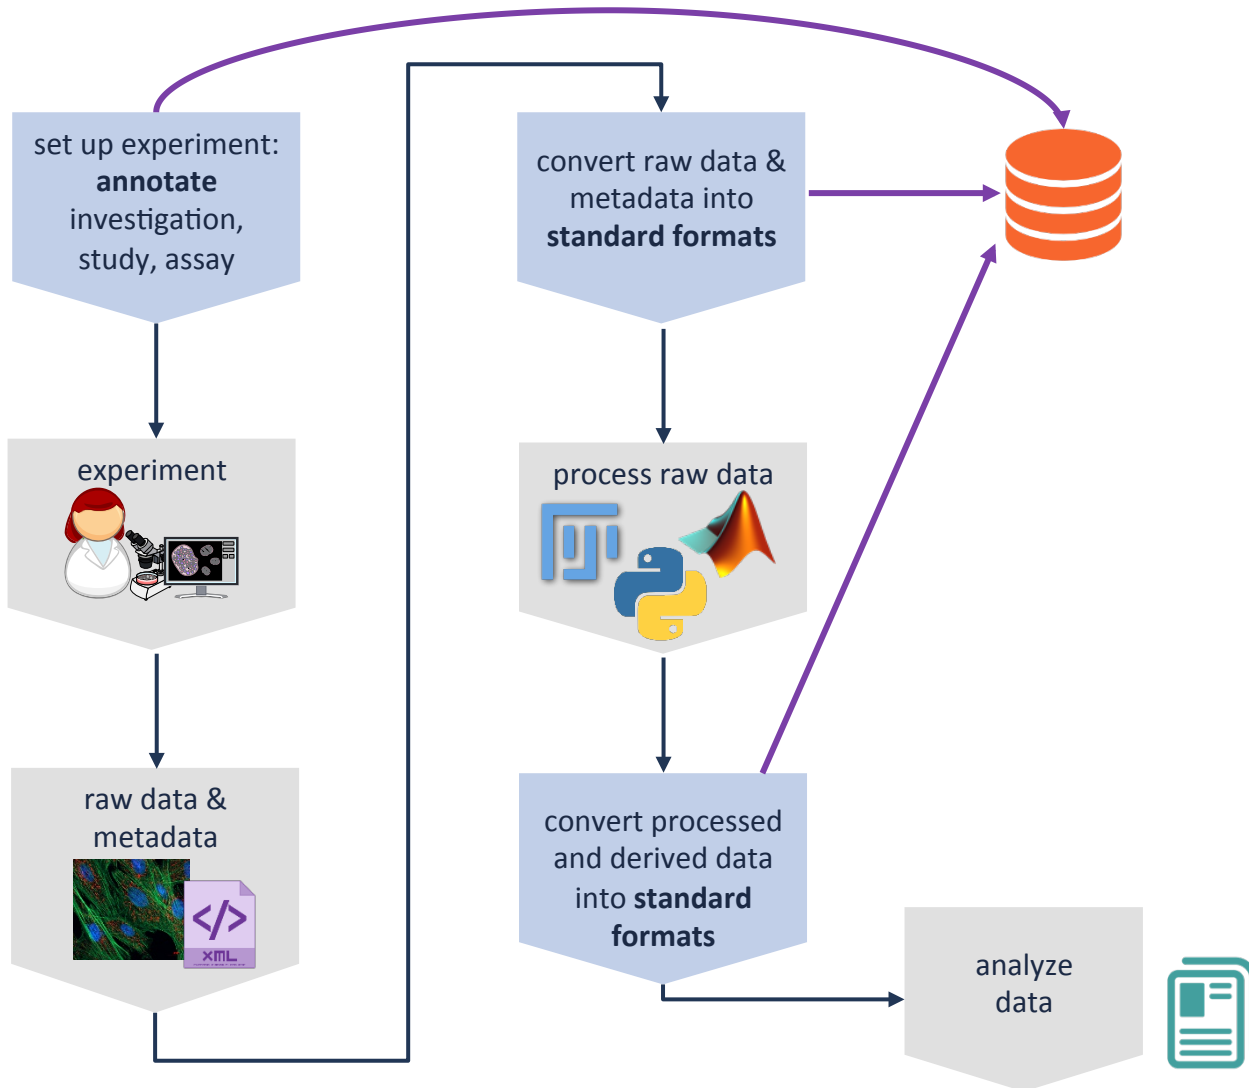 set up experiment:
annotate
investigation,
study, assay
experiment
raw data &
metadata
</>
XML
convert raw data &
metadata into
standard formats
process raw data
convert processed
and derived data
into standard
formats
analyze
data